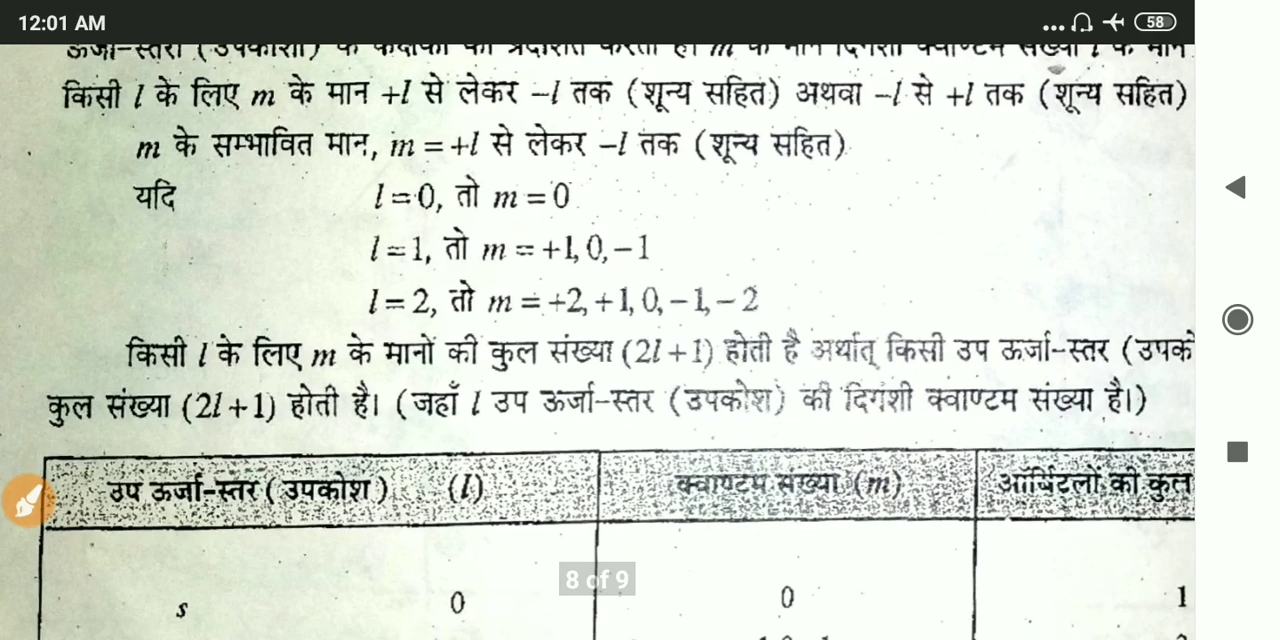 12:01 AM
58
किसी l के लिए m के मान +l से लेकर -l तक (शून्य सहित) अथवा -l से +l तक (शून्य सहित)
m के सम्भावित मान, m = +l से लेकर -l तक (शून्य सहित)
यदि l = 0, तो m = 0
l = 1, तो m = +1, 0, -1
l = 2, तो m = +2, +1, 0, -1, -2
किसी l के लिए m के मानों की कुल संख्या (2l+1) होती है अर्थात् किसी उप ऊर्जा-स्तर (उपको
कुल संख्या (2l+1) होती है। (जहाँ l उप ऊर्जा-स्तर (उपकोश) की दिगंशी क्वाण्टम संख्या है।)
उप ऊर्जा-स्तर (उपकोश) (l) क्वाण्टम संख्या (m) ऑर्बिटलों की कुल
8 of 9
s 0 0 1